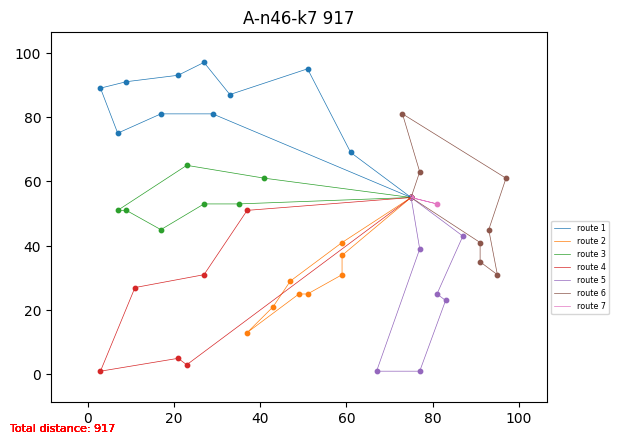 A-n46-k7 917
100
80
60
40
20
0
0 20 40 60 80 100
route 1
route 2
route 3
route 4
route 5
route 6
route 7
Total distance: 917